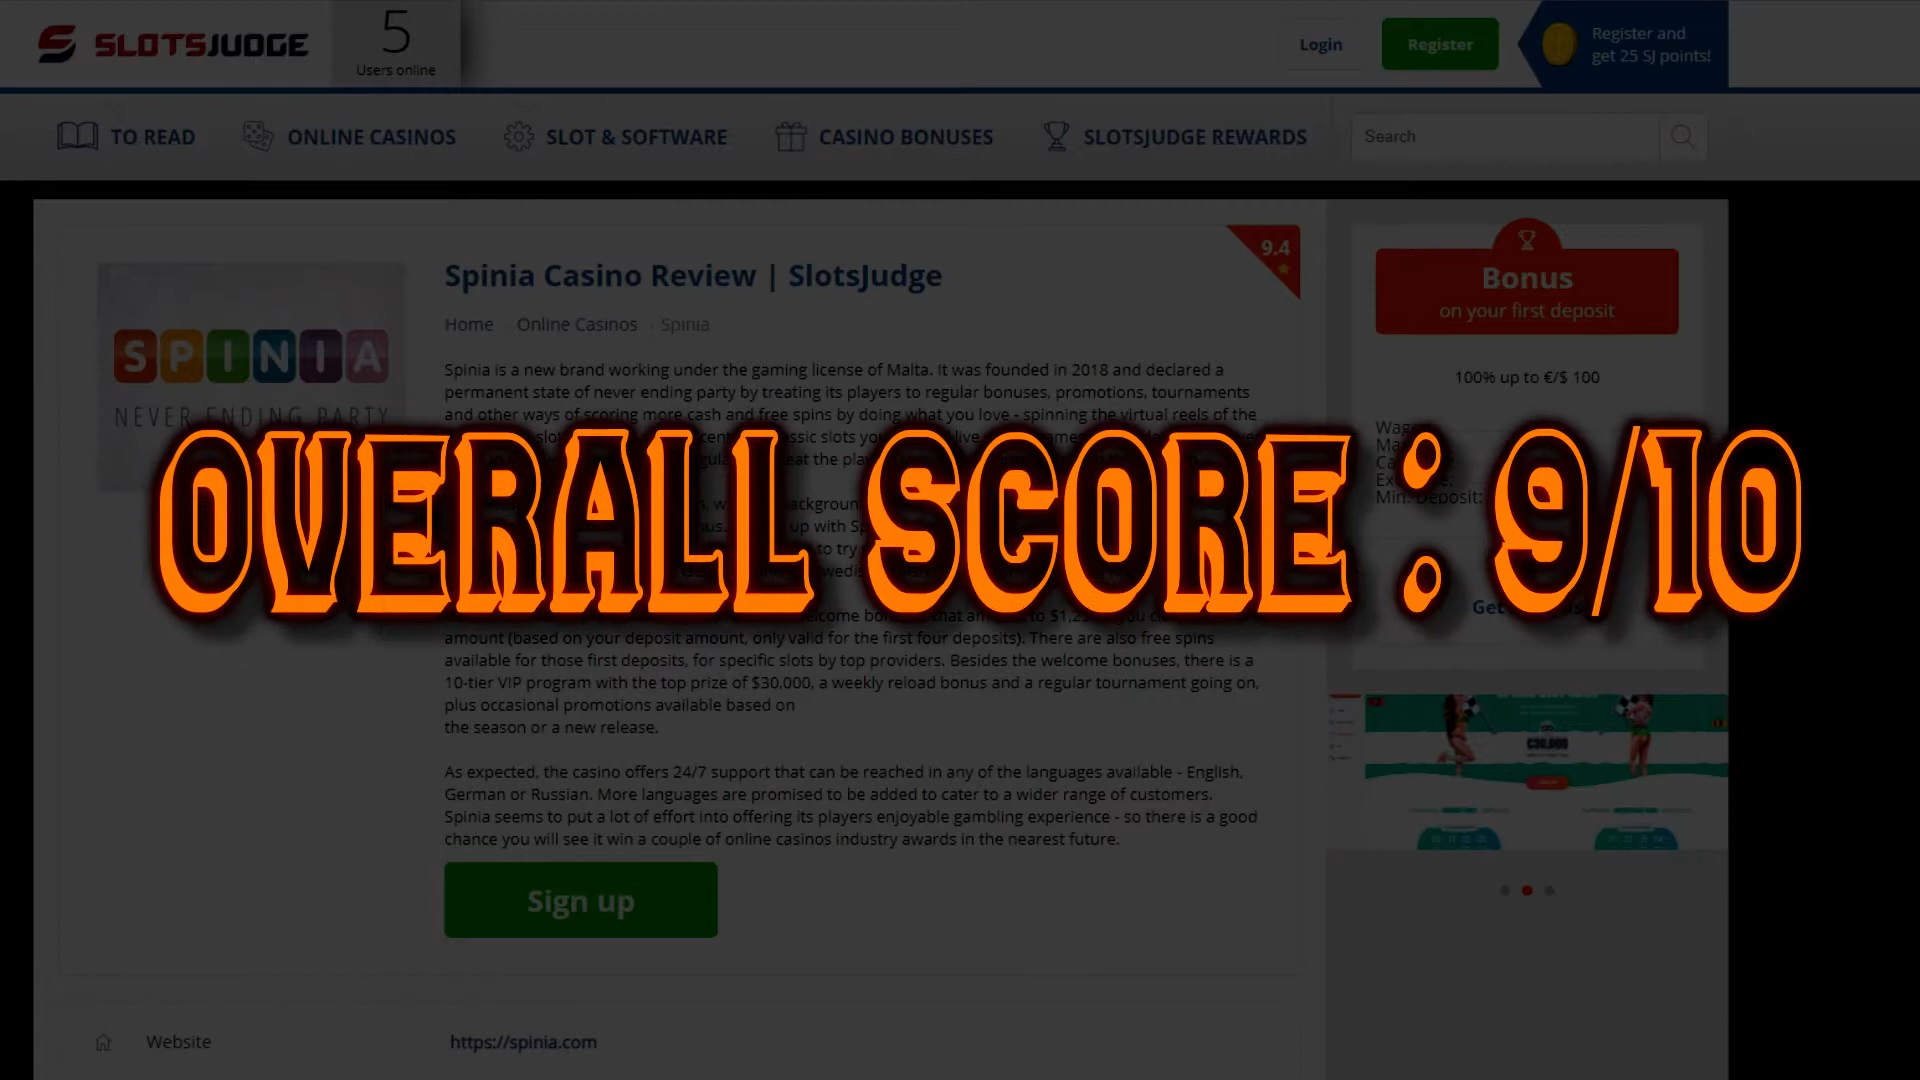 SLOTSJUDGE
5
Users online
Login
Register
Register and
get 25 SJ points!
TO READ
ONLINE CASINOS
SLOT & SOFTWARE
CASINO BONUSES
SLOTSJUDGE REWARDS
Search
9.4
Spinia Casino Review | SlotsJudge
Home
Online Casinos
Spinia
SPINIA
NEVER ENDING PARTY
Spinia is a new brand working under the gaming license of Malta. It was founded in 2018 and declared a
permanent state of never ending party by treating its players to regular bonuses, promotions, tournaments
and other ways of scoring more cash and free spins by doing what you love - spinning the virtual reels of the
OVERALL SCORE : 9/10
amount (based on your deposit amount, only valid for the first four deposits). There are also free spins
available for those first deposits, for specific slots by top providers. Besides the welcome bonuses, there is a
10-tier VIP program with the top prize of $30,000, a weekly reload bonus and a regular tournament going on,
plus occasional promotions available based on
the season or a new release.
As expected, the casino offers 24/7 support that can be reached in any of the languages available - English,
German or Russian. More languages are promised to be added to cater to a wider range of customers.
Spinia seems to put a lot of effort into offering its players enjoyable gambling experience - so there is a good
chance you will see it win a couple of online casinos industry awards in the nearest future.
Sign up
Website
https://spinia.com
Bonus
on your first deposit
100% up to €/$ 100
Min. Deposit:
Get
€30,000